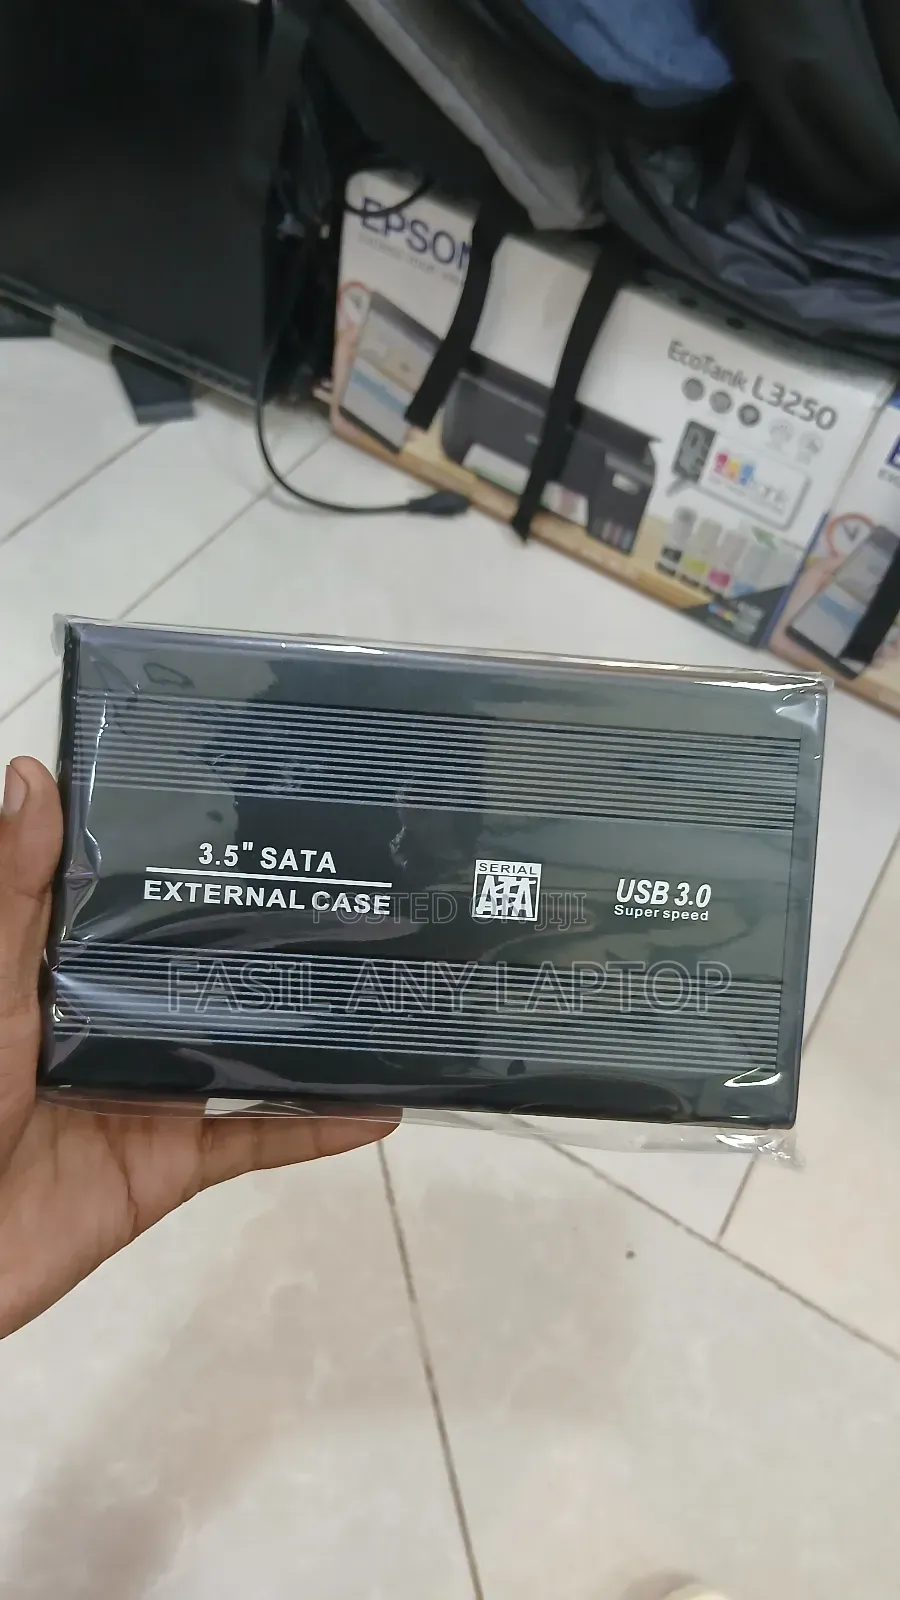 EPSON
EcoTank L3250
3.5" SATA
EXTERNAL CASE
SERIAL
ATA
USB 3.0
Super speed
POSTED ON JIJI
FASIL ANY LAPTOP